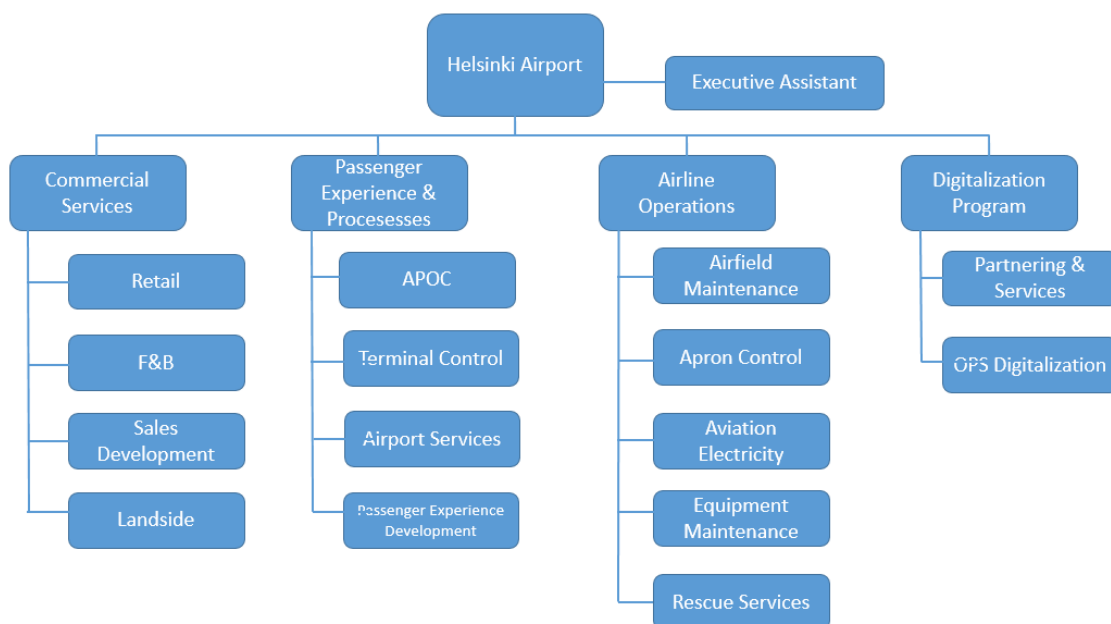 Helsinki Airport
Executive Assistant
Commercial
Services
Retail
F&B
Sales
Development
Landside
Passenger
Experience &
Procesesses
APOC
Terminal Control
Airport Services
Passenger Experience
Development
Airline
Operations
Airfield
Maintenance
Apron Control
Aviation
Electricity
Equipment
Maintenance
Rescue Services
Digitalization
Program
Partnering &
Services
OPS Digitalization